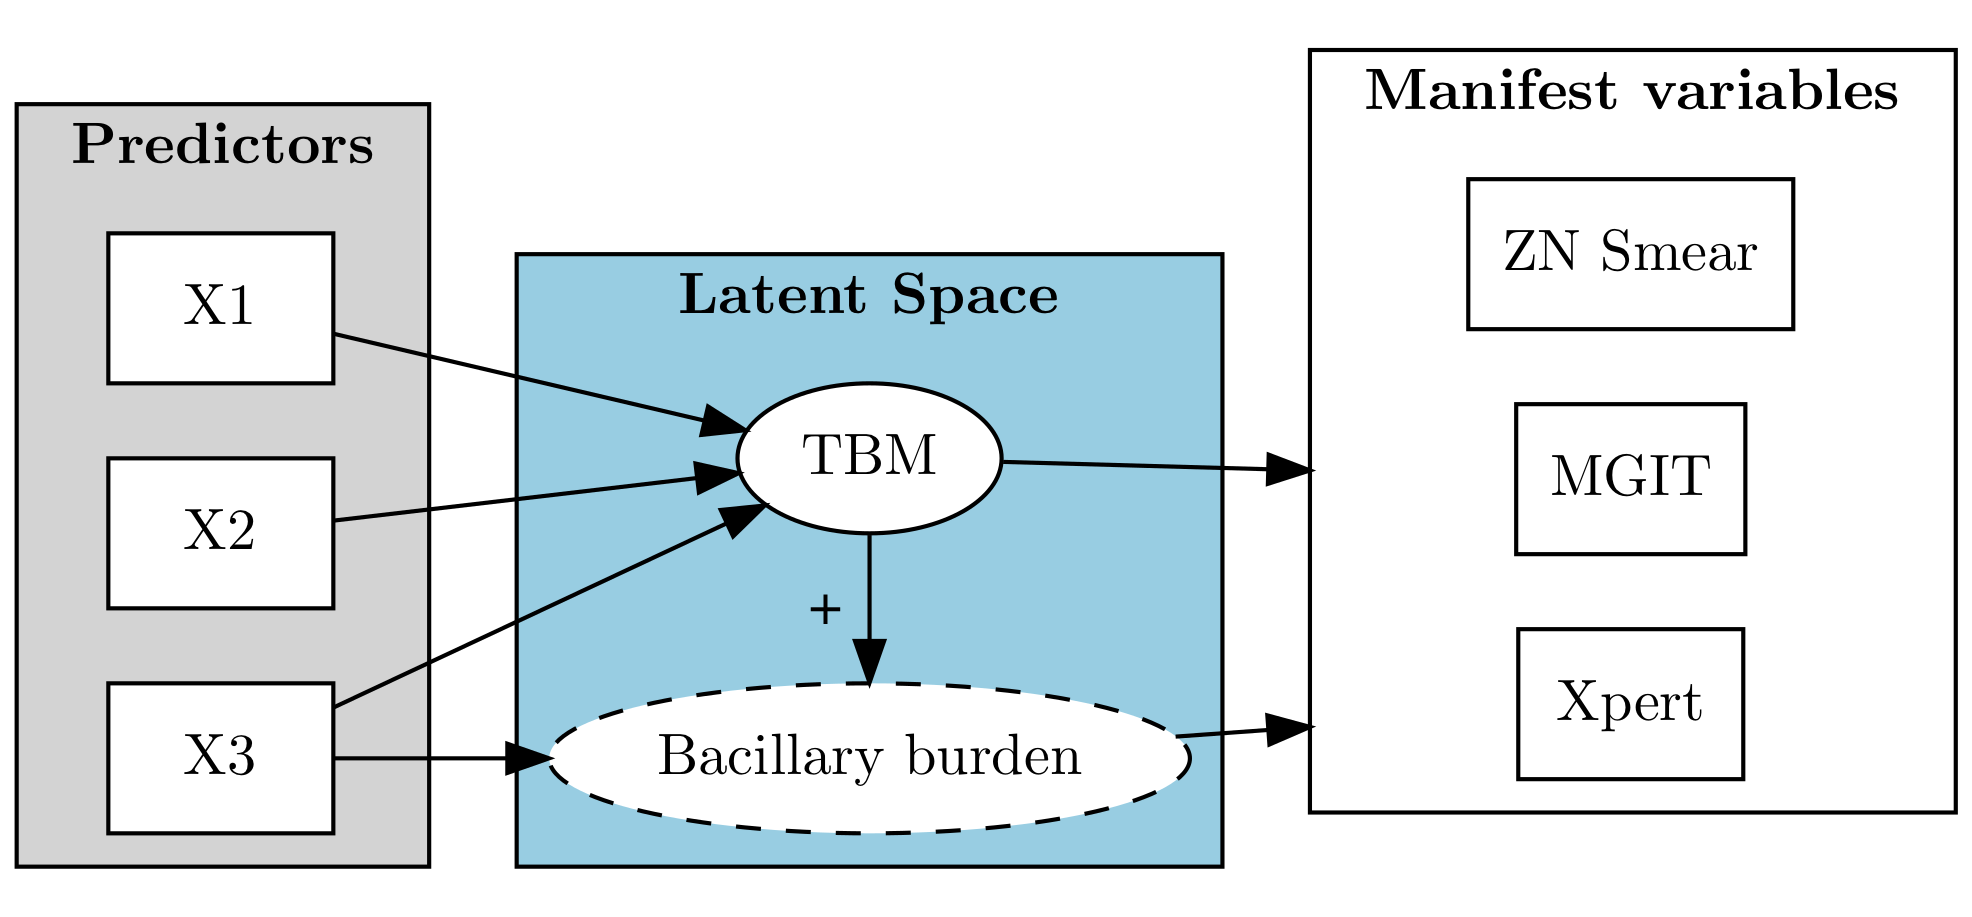 Predictors
X1
X2
X3
Latent Space
TBM
+
Bacillary burden
Manifest variables
ZN Smear
MGIT
Xpert